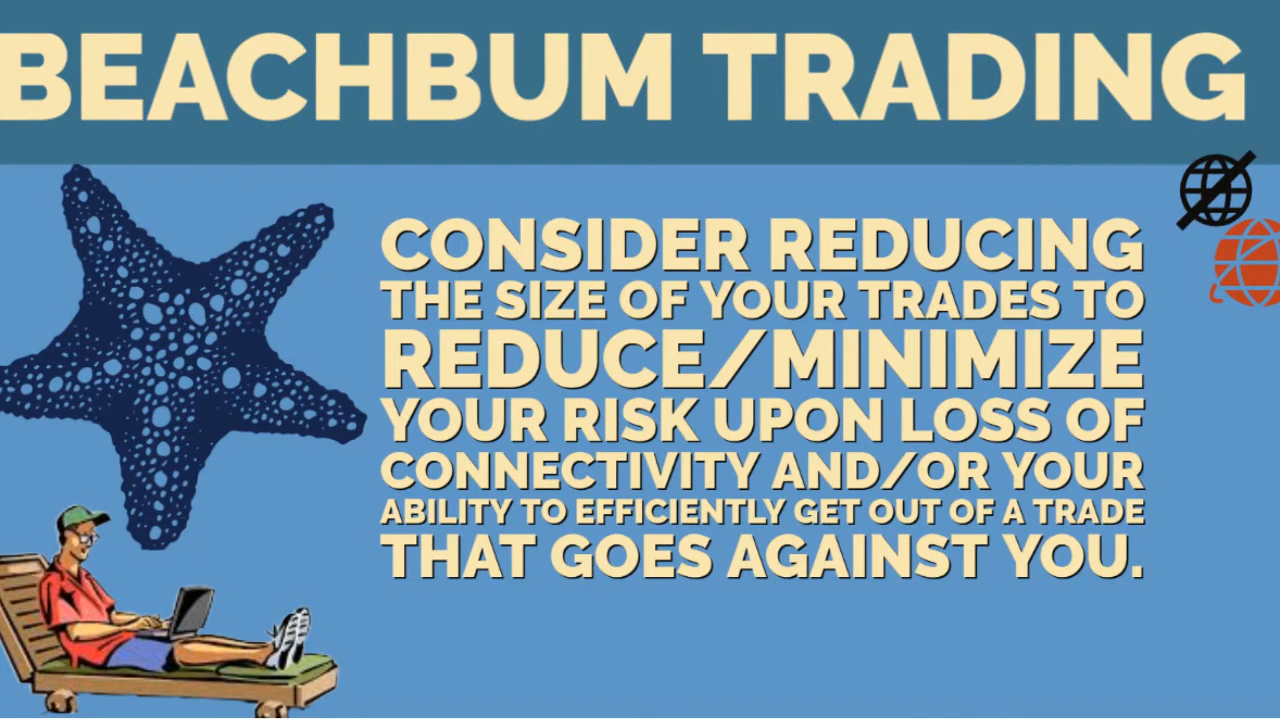 BEACHBUM TRADING
CONSIDER REDUCING
THE SIZE OF YOUR TRADES TO
REDUCE/MINIMIZE
YOUR RISK UPON LOSS OF
CONNECTIVITY AND/OR YOUR
ABILITY TO EFFICIENTLY GET OUT OF A TRADE
THAT GOES AGAINST YOU.